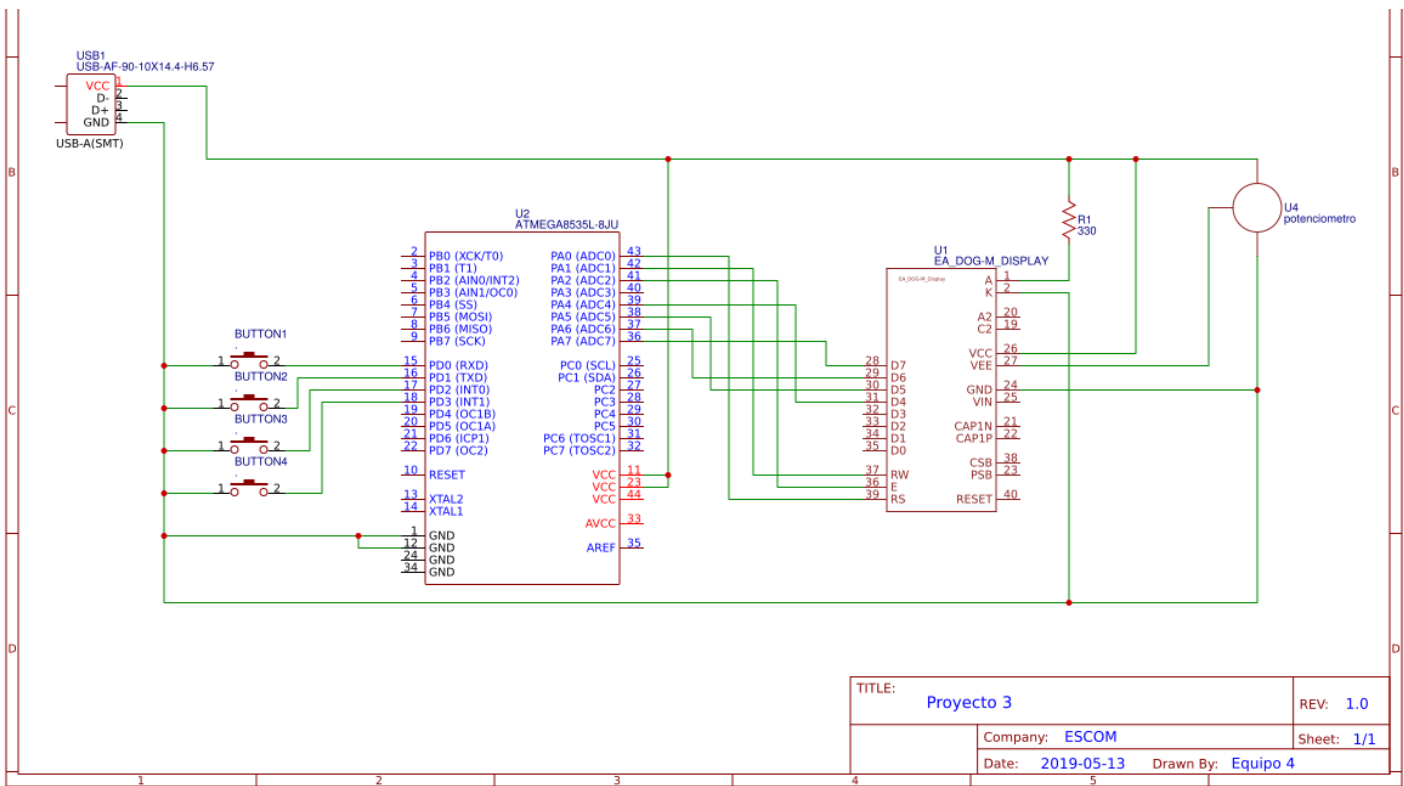 USB1
USB-AF-90-10X14.4-H6.57
VCC 1
D- 2
D+ 3
GND 4
USB-A(SMT)
B
B
U4
potenciometro
R1
330
U2
ATMEGA8535L-8JU
2 PB0 (XCK/T0) PA0 (ADC0) 43
3 PB1 (T1) PA1 (ADC1) 42
4 PB2 (AIN0/INT2) PA2 (ADC2) 41
5 PB3 (AIN1/OC0) PA3 (ADC3) 40
6 PB4 (SS) PA4 (ADC4) 39
7 PB5 (MOSI) PA5 (ADC5) 38
8 PB6 (MISO) PA6 (ADC6) 37
9 PB7 (SCK) PA7 (ADC7) 36
15 PD0 (RXD) PC0 (SCL) 25
16 PD1 (TXD) PC1 (SDA) 26
17 PD2 (INT0) PC2 27
18 PD3 (INT1) PC3 28
19 PD4 (OC1B) PC4 29
20 PD5 (OC1A) PC5 30
21 PD6 (ICP1) PC6 (TOSC1) 31
22 PD7 (OC2) PC7 (TOSC2) 32
10 RESET VCC 11
VCC 23
13 XTAL2 VCC 44
14 XTAL1
AVCC 33
1 GND
12 GND AREF 35
24 GND
34 GND
BUTTON1
1 2
BUTTON2
1 2
BUTTON3
1 2
BUTTON4
1 2
U1
EA_DOG-M_DISPLAY
EA_DOG-M_Display
A 1
K 2
A2 20
C2 19
VCC 26
28 D7 VEE 27
29 D6
30 D5 GND 24
31 D4 VIN 25
32 D3
33 D2 CAP1N 21
34 D1 CAP1P 22
35 D0
CSB 38
37 RW PSB 23
36 E
39 RS RESET 40
C
C
D
D
TITLE:
Proyecto 3
REV: 1.0
Company: ESCOM
Sheet: 1/1
Date: 2019-05-13 Drawn By: Equipo 4
1 2 3 4 5